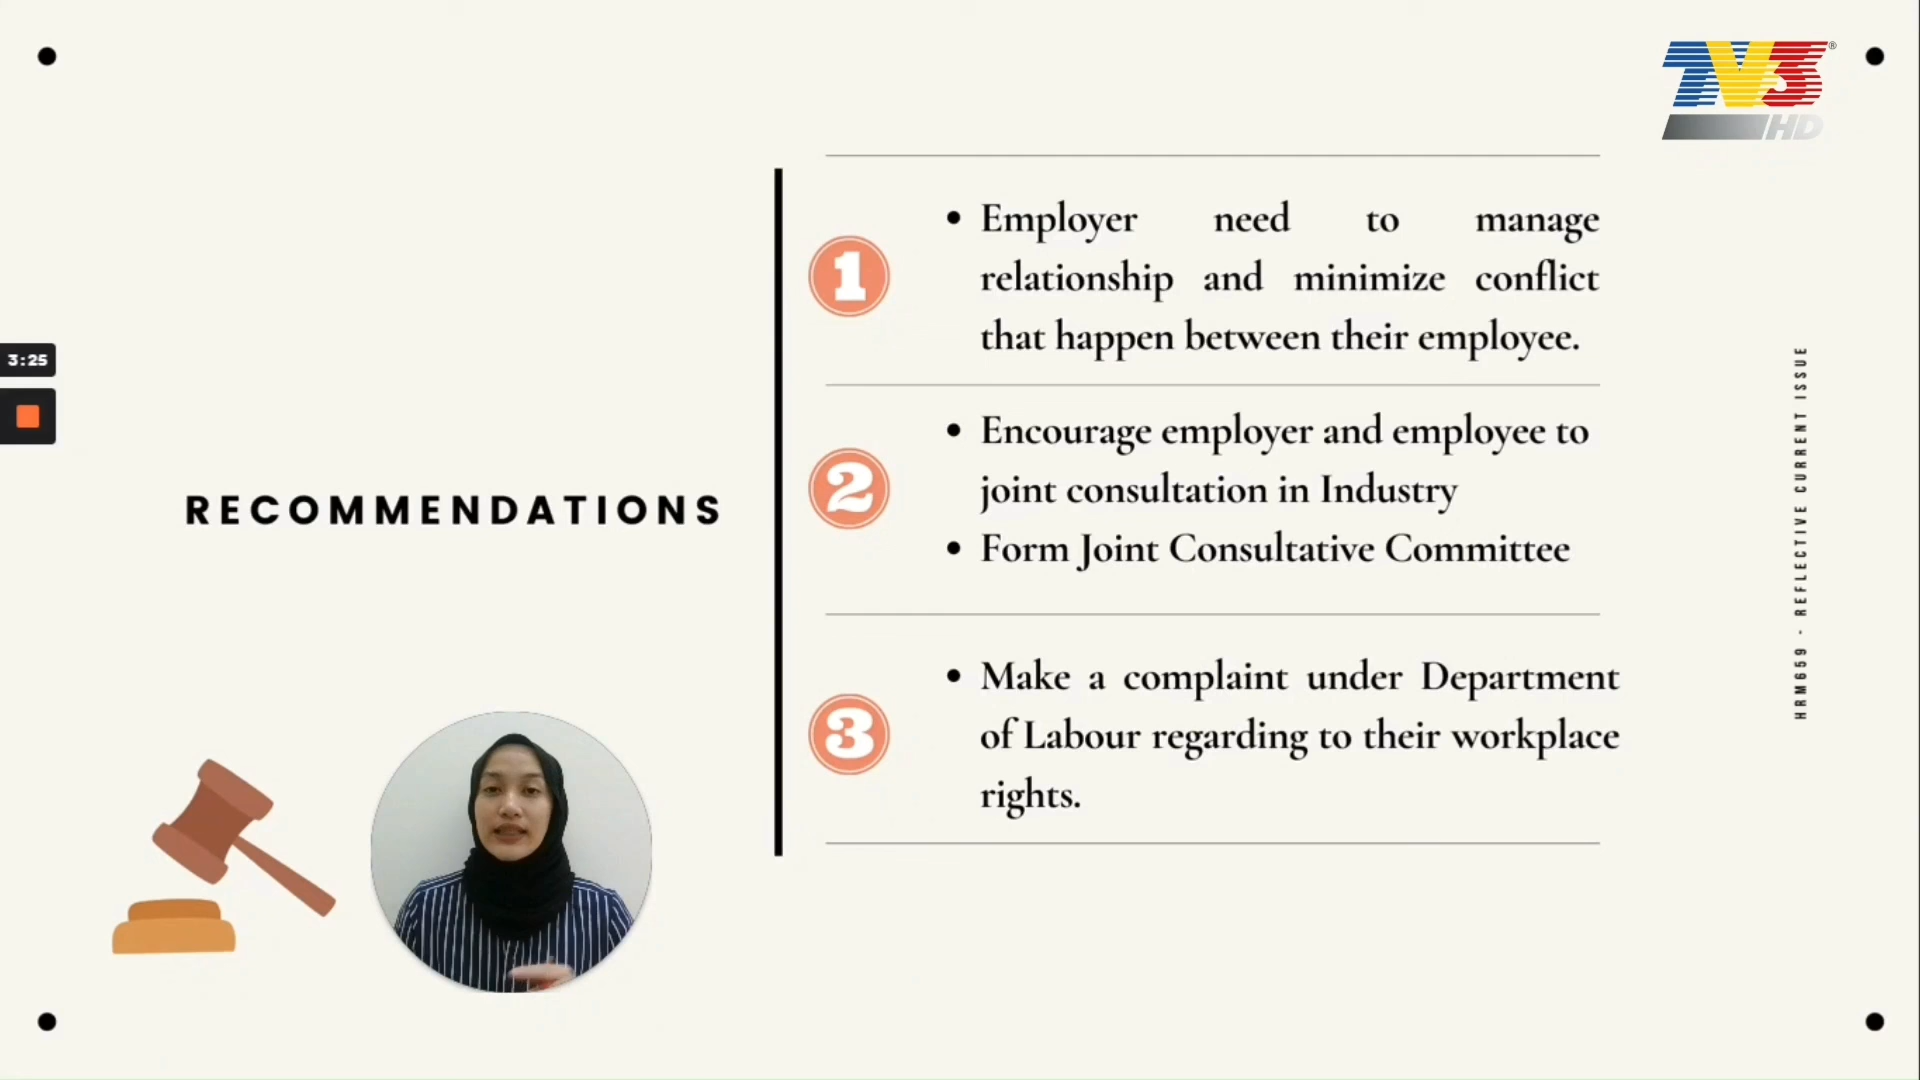 TV3®
HD
Employer need to manage
relationship and minimize conflict
that happen between their employee.
1
3:25
Encourage employer and employee to
joint consultation in Industry
Form Joint Consultative Committee
2
RECOMMENDATIONS
Make a complaint under Department
of Labour regarding to their workplace
rights.
3
HRM659 - REFLECTIVE CURRENT ISSUE